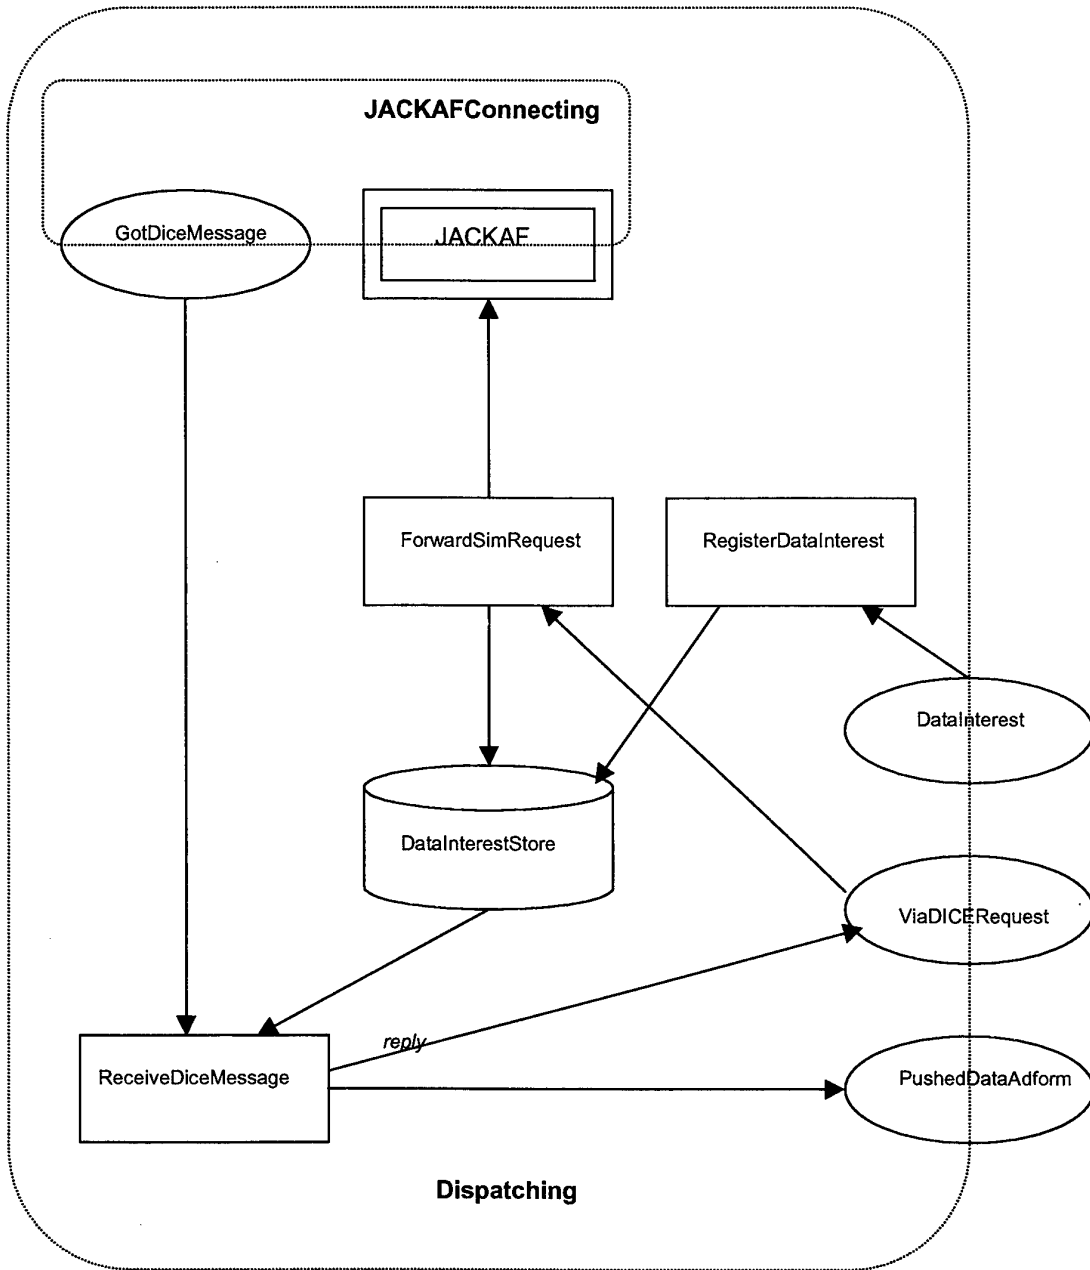 JACKAFConnecting
GotDiceMessage
JACKAF
ForwardSimRequest
RegisterDataInterest
DataInterest
DataInterestStore
ViaDICERequest
reply
ReceiveDiceMessage
PushedDataAdform
Dispatching